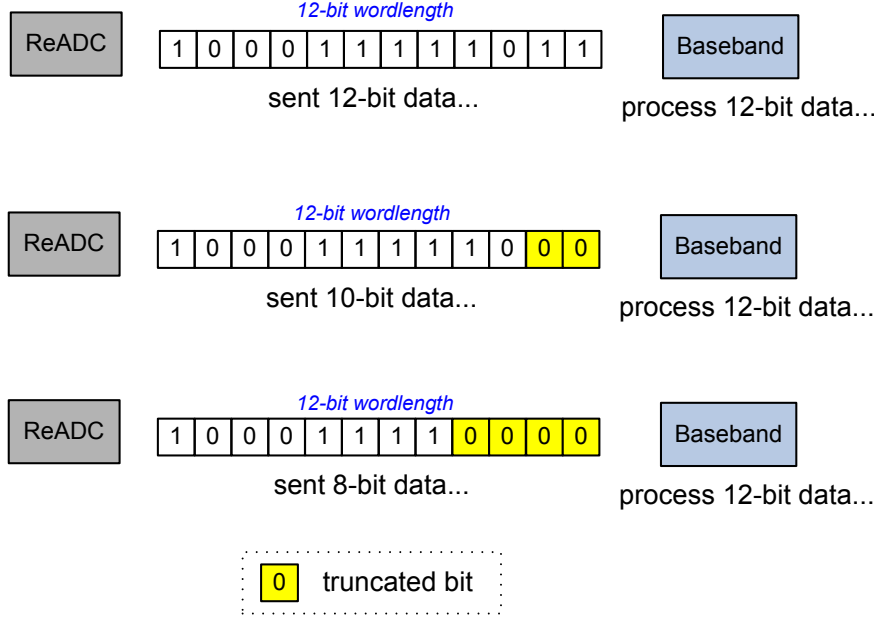 12-bit wordlength
ReADC 1 0 0 0 1 1 1 1 1 0 1 1 Baseband
sent 12-bit data...
process 12-bit data...
12-bit wordlength
ReADC 1 0 0 0 1 1 1 1 1 0 0 0 Baseband
sent 10-bit data...
process 12-bit data...
12-bit wordlength
ReADC 1 0 0 0 1 1 1 1 0 0 0 0 Baseband
sent 8-bit data...
process 12-bit data...
0 truncated bit